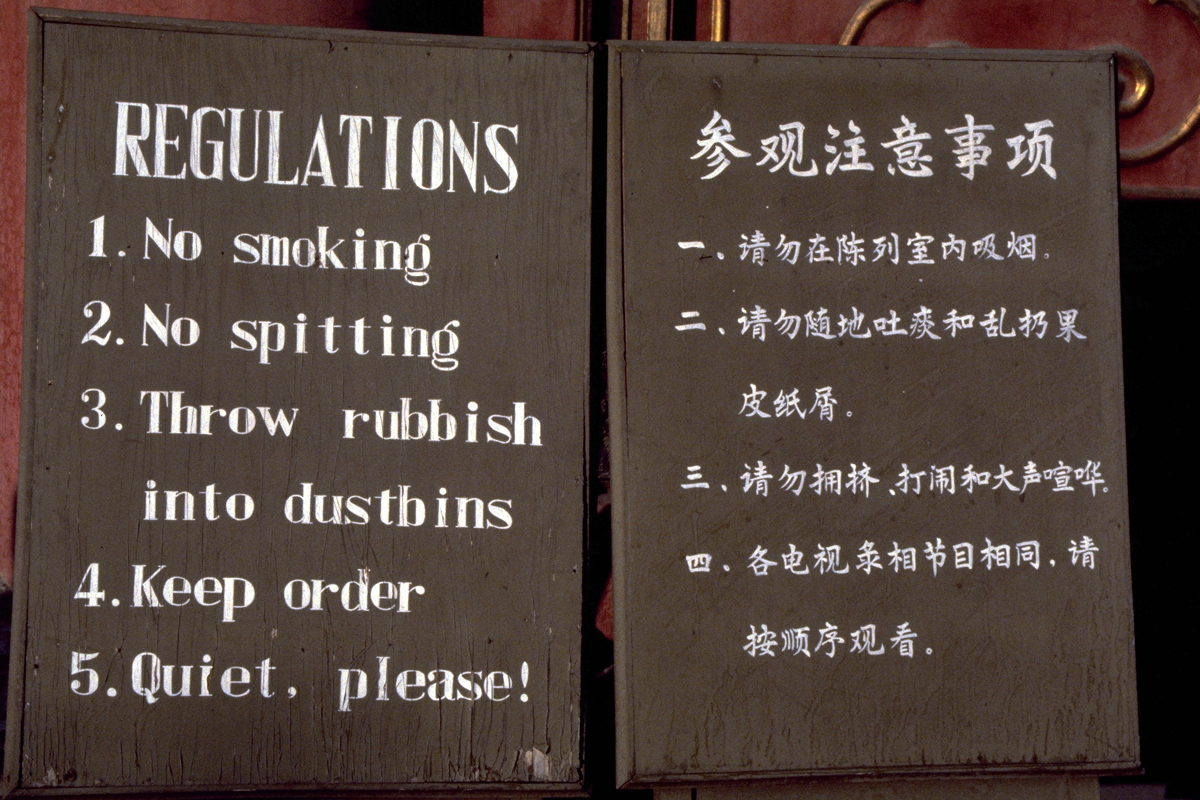 REGULATIONS
1. No smoking
2. No spitting
3. Throw rubbish
into dustbins
4. Keep order
5. Quiet, please!
参观注意事项
一、请勿在陈列室内吸烟。
二、请勿随地吐痰和乱扔果
皮纸屑。
三、请勿拥挤、打闹和大声喧哗。
四、各电视录相节目相同,请
按顺序观看。